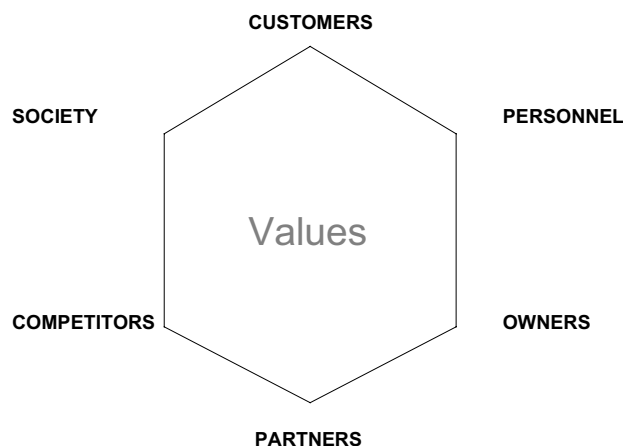 CUSTOMERS
SOCIETY
PERSONNEL
Values
COMPETITORS
OWNERS
PARTNERS